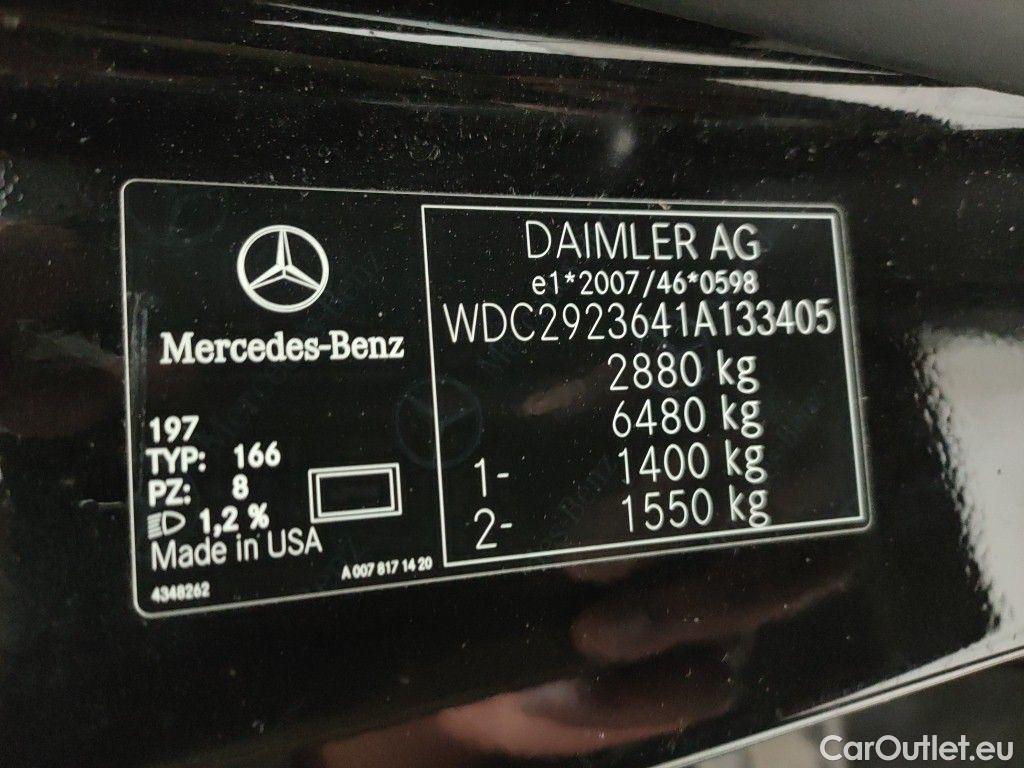 Mercedes-Benz
197
TYP: 166
PZ: 8
1,2 %
Made in USA
4348262
A 007 817 14 20
DAIMLER AG
e1*2007/46*0598
WDC2923641A133405
2880 kg
6480 kg
1- 1400 kg
2- 1550 kg
CarOutlet.eu